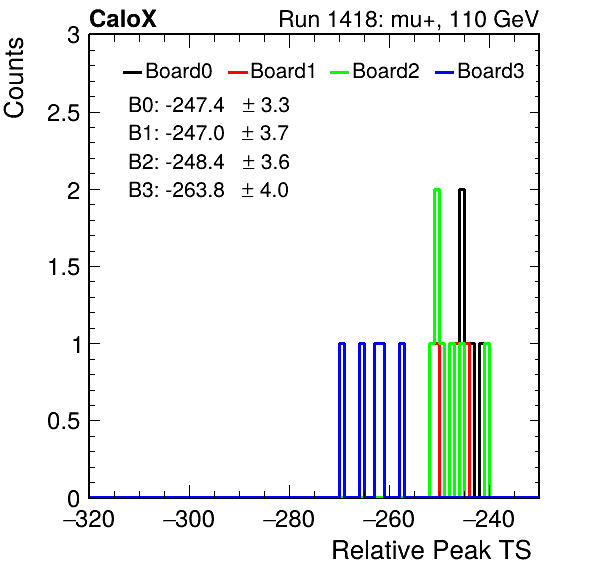 CaloX Run 1418: mu+, 110 GeV
Counts
Board0 Board1 Board2 Board3
B0: -247.4 ± 3.3
B1: -247.0 ± 3.7
B2: -248.4 ± 3.6
B3: -263.8 ± 4.0
3
2.5
2
1.5
1
0.5
0
−320 −300 −280 −260 −240
Relative Peak TS